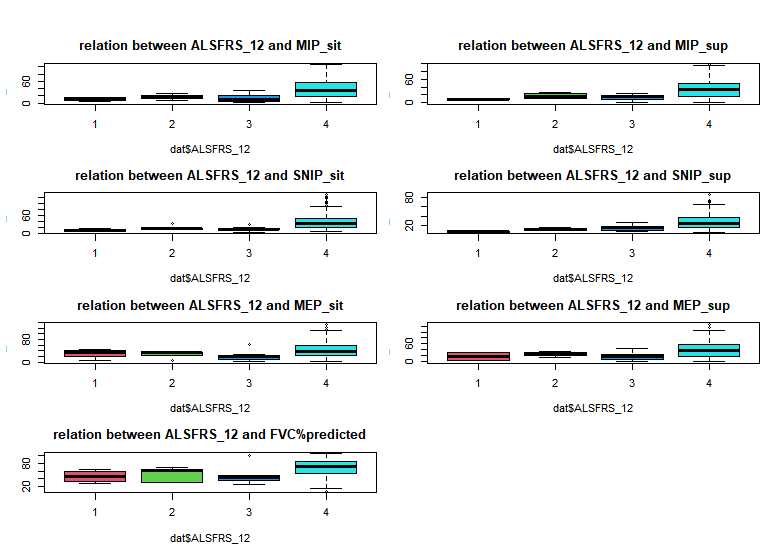 relation between ALSFRS_12 and MIP_sit
60
0
1 2 3 4
dat$ALSFRS_12
relation between ALSFRS_12 and MIP_sup
60
0
1 2 3 4
dat$ALSFRS_12
relation between ALSFRS_12 and SNIP_sit
60
0
1 2 3 4
dat$ALSFRS_12
relation between ALSFRS_12 and SNIP_sup
80
20
1 2 3 4
dat$ALSFRS_12
relation between ALSFRS_12 and MEP_sit
80
0
1 2 3 4
dat$ALSFRS_12
relation between ALSFRS_12 and MEP_sup
60
0
1 2 3 4
dat$ALSFRS_12
relation between ALSFRS_12 and FVC%predicted
80
20
1 2 3 4
dat$ALSFRS_12